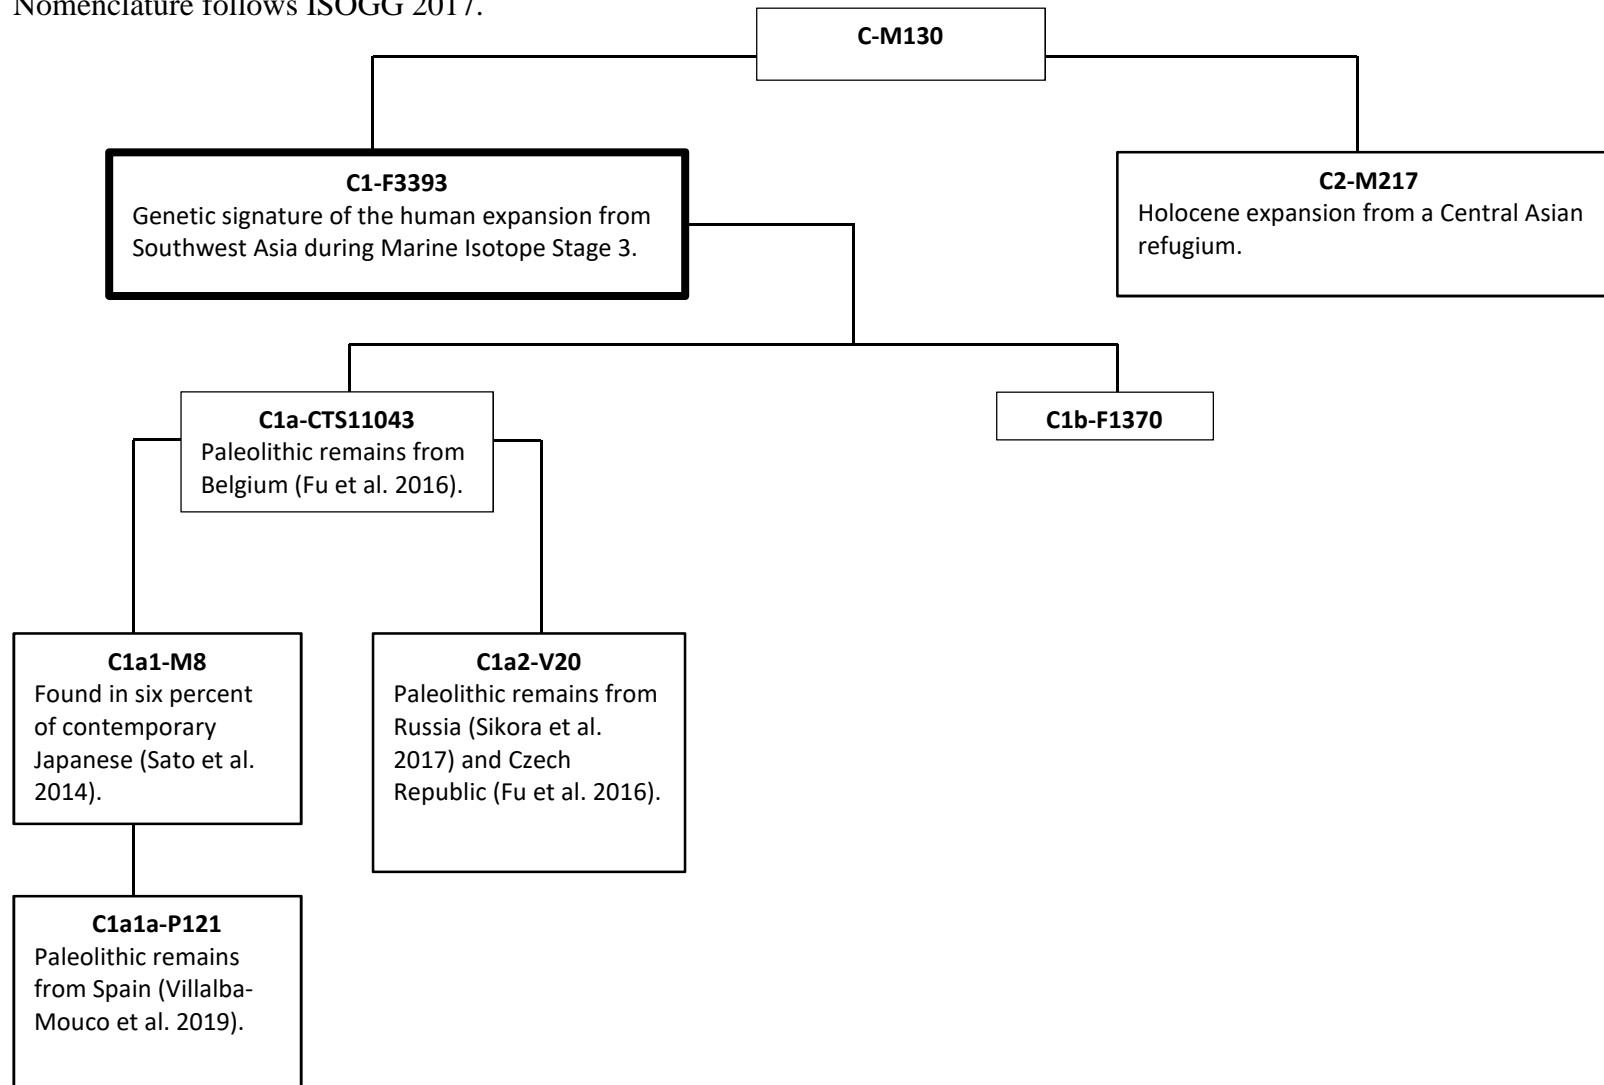 Nomenclature follows ISOGG 2017.
C-M130
C1-F3393
Genetic signature of the human expansion from
Southwest Asia during Marine Isotope Stage 3.
C2-M217
Holocene expansion from a Central Asian
refugium.
C1a-CTS11043
Paleolithic remains from
Belgium (Fu et al. 2016).
C1b-F1370
C1a1-M8
Found in six percent
of contemporary
Japanese (Sato et al.
2014).
C1a2-V20
Paleolithic remains from
Russia (Sikora et al.
2017) and Czech
Republic (Fu et al. 2016).
C1a1a-P121
Paleolithic remains
from Spain (Villalba-
Mouco et al. 2019).